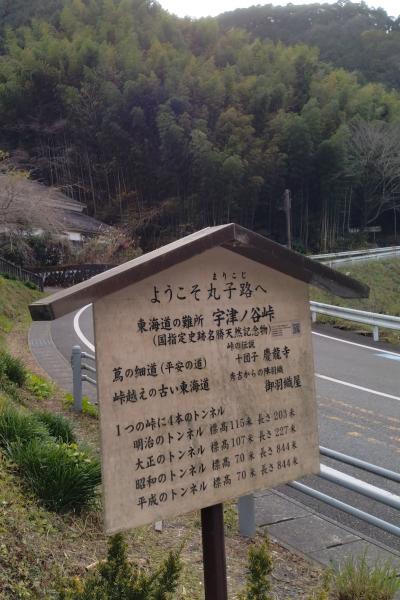 まりこじ
ようこそ 丸子路へ
東海道の難所 宇津ノ谷峠
(国指定史跡名勝天然記念物)
蔦の細道 (平安の道)
峠越えの古い東海道
峠の伝説
十団子 慶龍寺
秀吉からの陣羽織
御羽織屋
1つの峠に4本のトンネル
明治のトンネル 標高115米 長さ203米
大正のトンネル 標高107米 長さ227米
昭和のトンネル 標高 70米 長さ844米
平成のトンネル 標高 70米 長さ844米